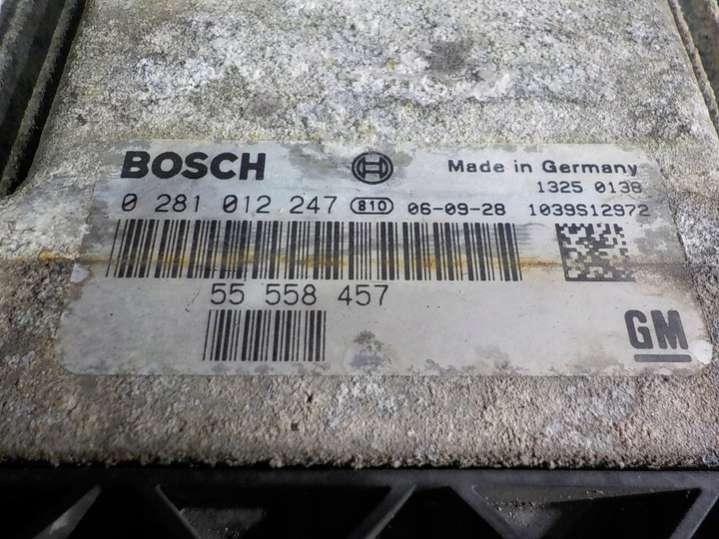 BOSCH Made in Germany
1325 0138
0 281 012 247 810 06-09-28 1039S12972
55 558 457
GM